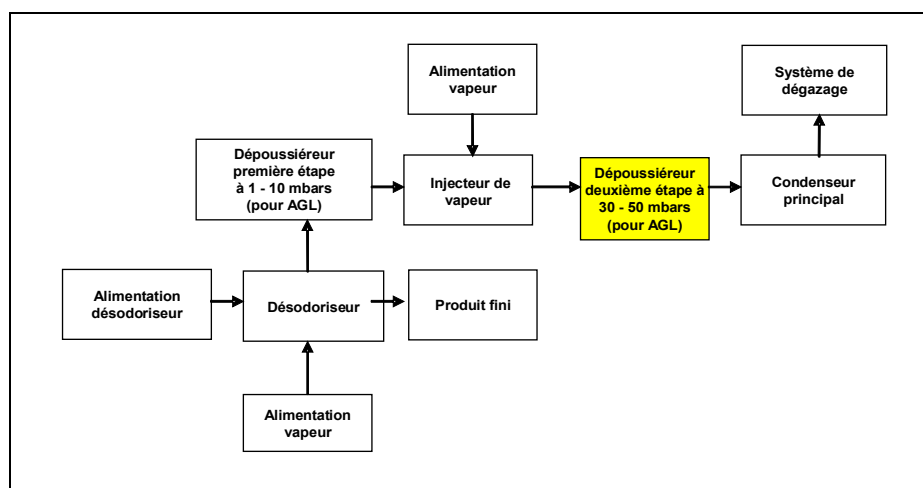 Alimentation
vapeur
Système de
dégazage
Dépoussiéreur
première étape
à 1 - 10 mbars
(pour AGL)
Injecteur de
vapeur
Dépoussiéreur
deuxième étape à
30 - 50 mbars
(pour AGL)
Condenseur
principal
Alimentation
désodoriseur
Désodoriseur
Produit fini
Alimentation
vapeur